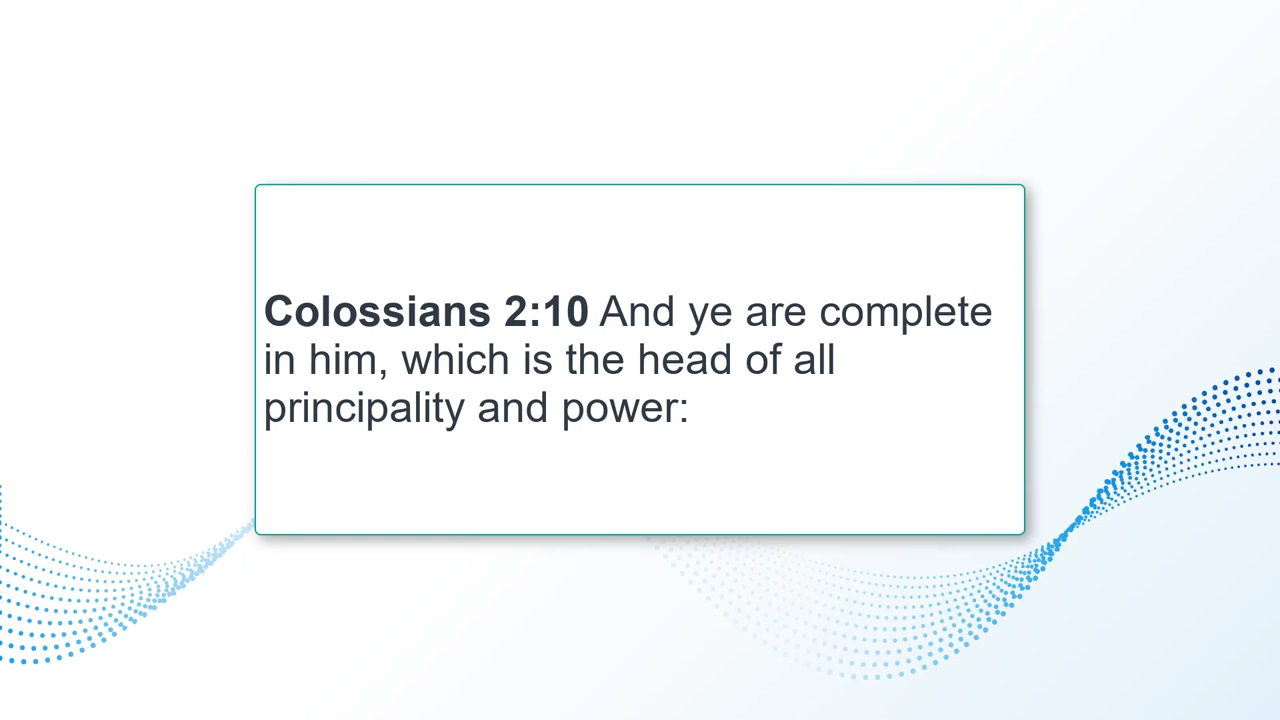 Colossians 2:10 And ye are complete
in him, which is the head of all
principality and power: